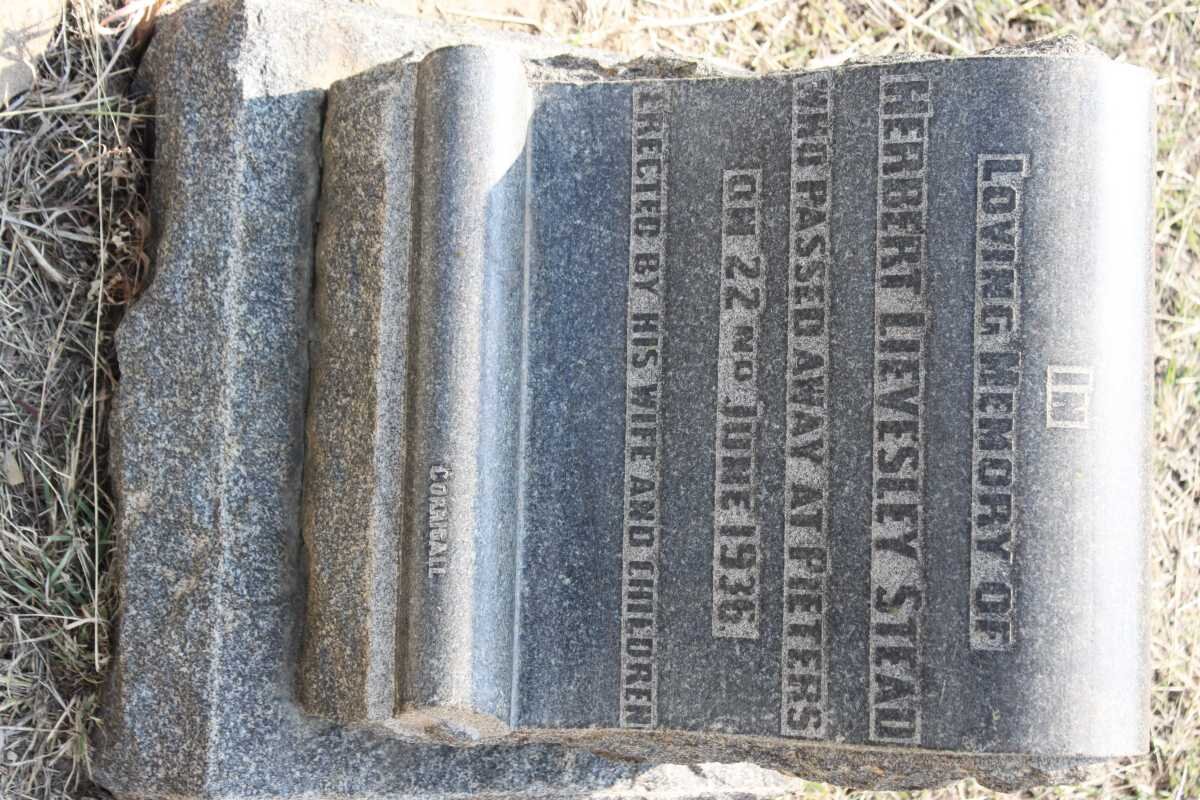 IN
LOVING MEMORY OF
HERBERT LIEVESLEY STEAD
WHO PASSED AWAY AT PIETERS
ON 22ND JUNE 1936
ERECTED BY HIS WIFE AND CHILDREN
CORNWALL